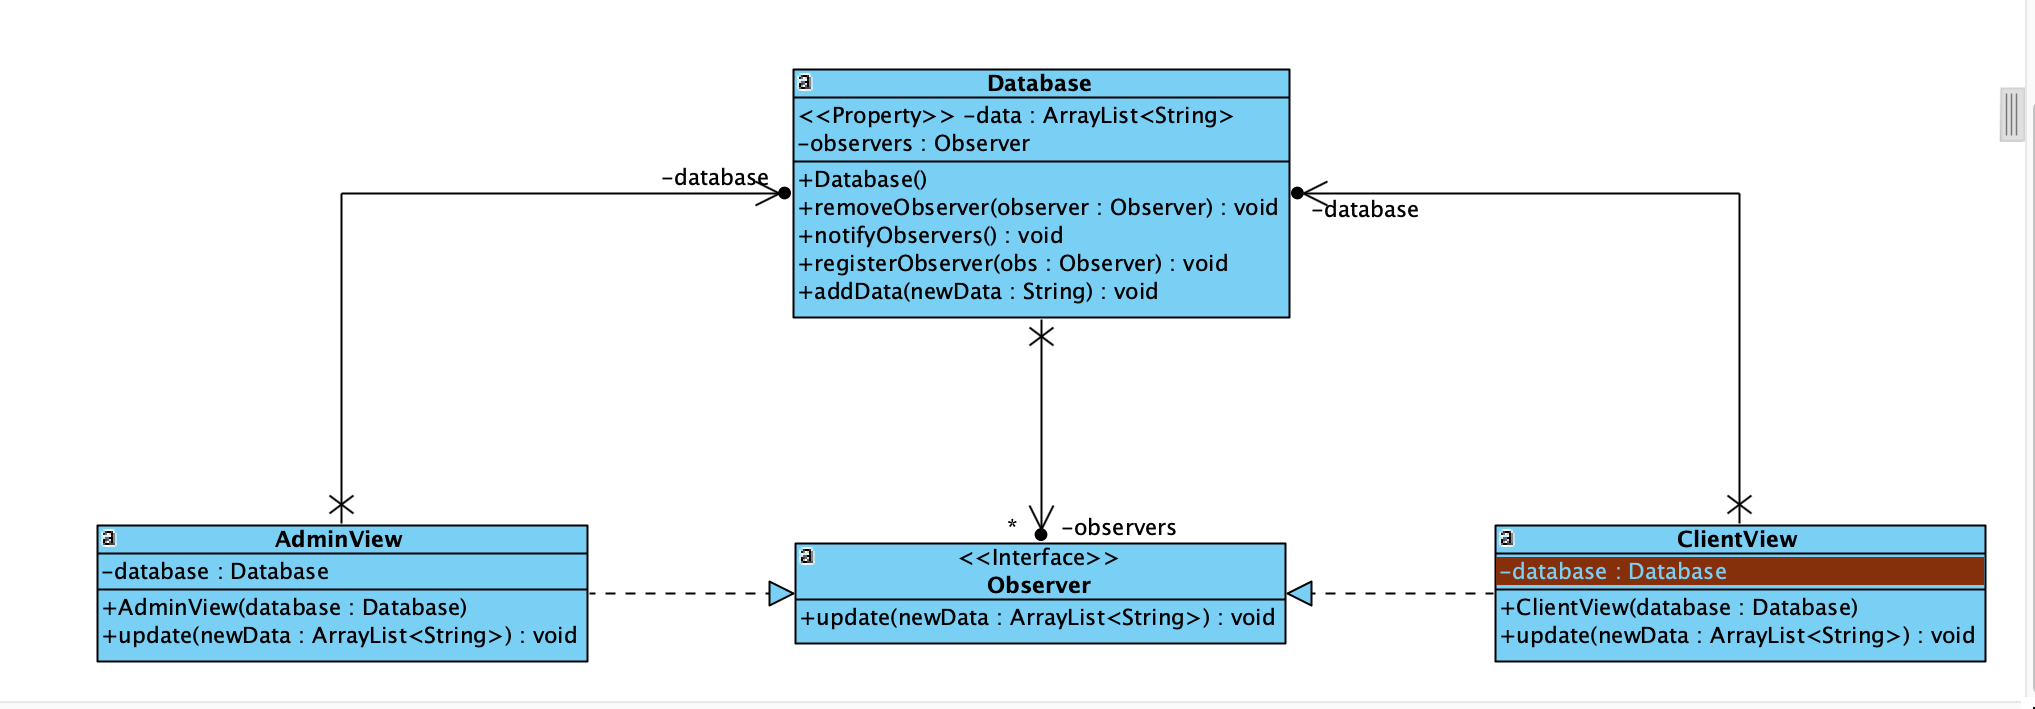 a Database
<<Property>> -data : ArrayList<String>
-observers : Observer
+Database()
+removeObserver(observer : Observer) : void
+notifyObservers() : void
+registerObserver(obs : Observer) : void
+addData(newData : String) : void
-database
-database
* -observers
a AdminView
-database : Database
+AdminView(database : Database)
+update(newData : ArrayList<String>) : void
a <<Interface>>
Observer
+update(newData : ArrayList<String>) : void
a ClientView
-database : Database
+ClientView(database : Database)
+update(newData : ArrayList<String>) : void